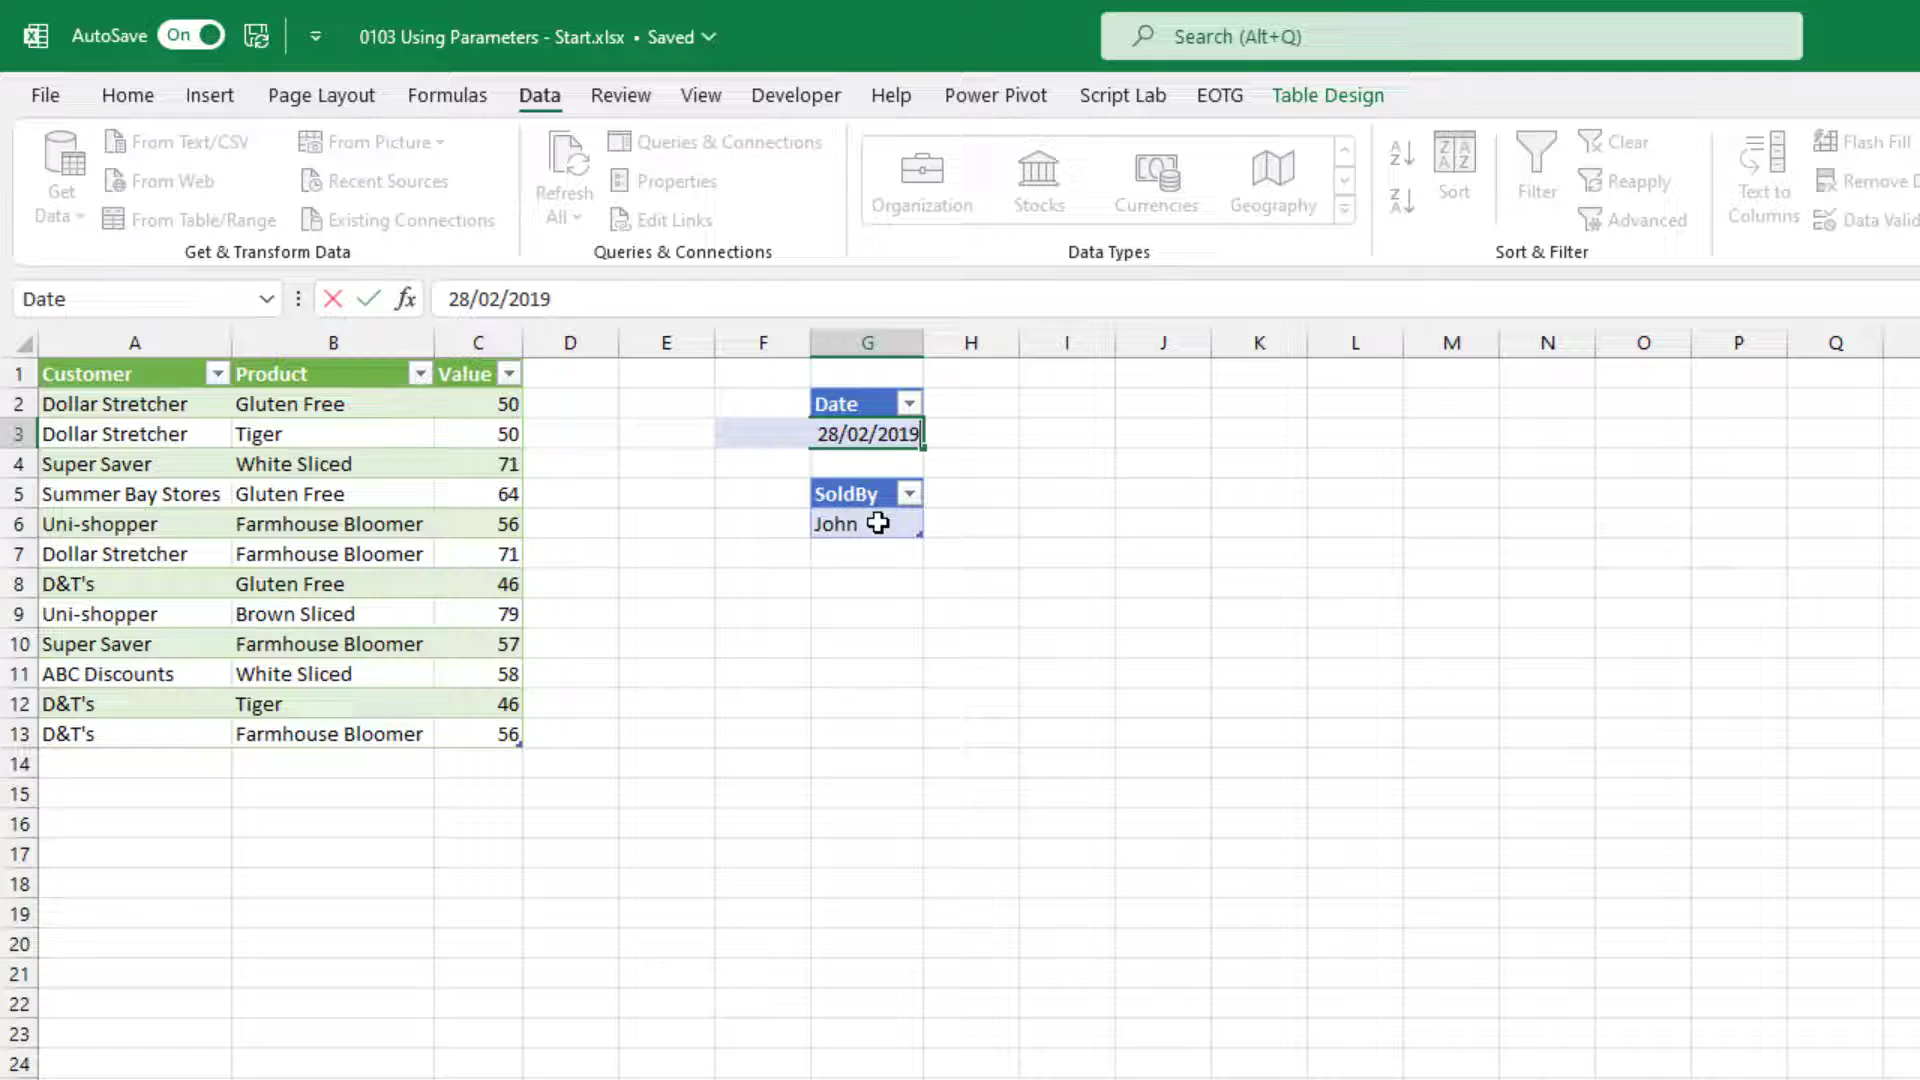 AutoSave On 0103 Using Parameters - Start.xlsx • Saved Search (Alt+Q)
File Home Insert Page Layout Formulas Data Review View Developer Help Power Pivot Script Lab EOTG Table Design
Get Data
From Text/CSV
From Web
From Table/Range
From Picture
Recent Sources
Existing Connections
Get & Transform Data
Refresh All
Queries & Connections
Properties
Edit Links
Queries & Connections
Organization Stocks Currencies Geography
Data Types
Sort
Filter
Clear
Reapply
Advanced
Sort & Filter
Text to Columns
Flash Fill
Remove D
Data Valid
Date fx 28/02/2019
A B C D E F G H I J K L M N O P Q
1 Customer Product Value
2 Dollar Stretcher Gluten Free 50 Date
3 Dollar Stretcher Tiger 50 28/02/2019
4 Super Saver White Sliced 71
5 Summer Bay Stores Gluten Free 64 SoldBy
6 Uni-shopper Farmhouse Bloomer 56 John
7 Dollar Stretcher Farmhouse Bloomer 71
8 D&T's Gluten Free 46
9 Uni-shopper Brown Sliced 79
10 Super Saver Farmhouse Bloomer 57
11 ABC Discounts White Sliced 58
12 D&T's Tiger 46
13 D&T's Farmhouse Bloomer 56
14
15
16
17
18
19
20
21
22
23
24